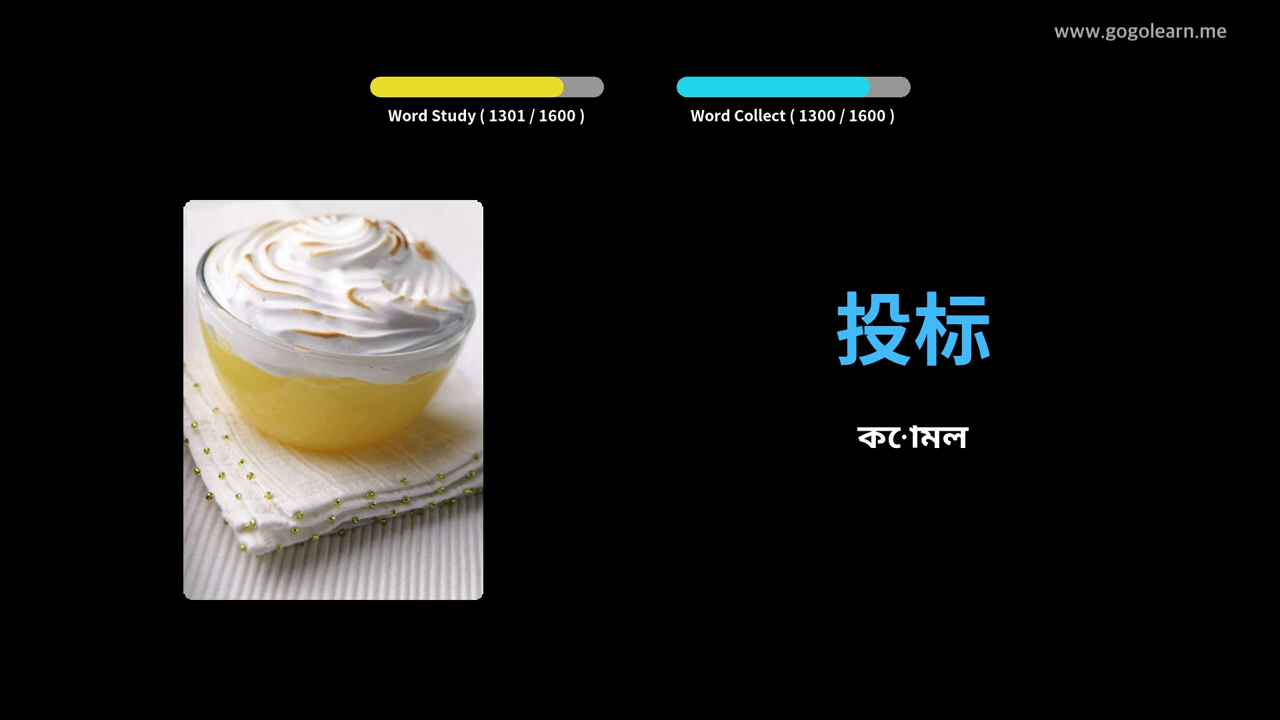 www.gogolearn.me
Word Study ( 1301 / 1600 )
Word Collect ( 1300 / 1600 )
投标
কে·ামল